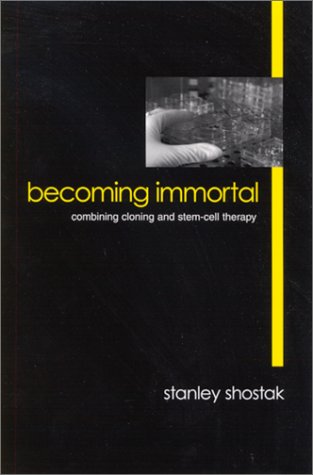 becoming immortal
combining cloning and stem-cell therapy
stanley shostak